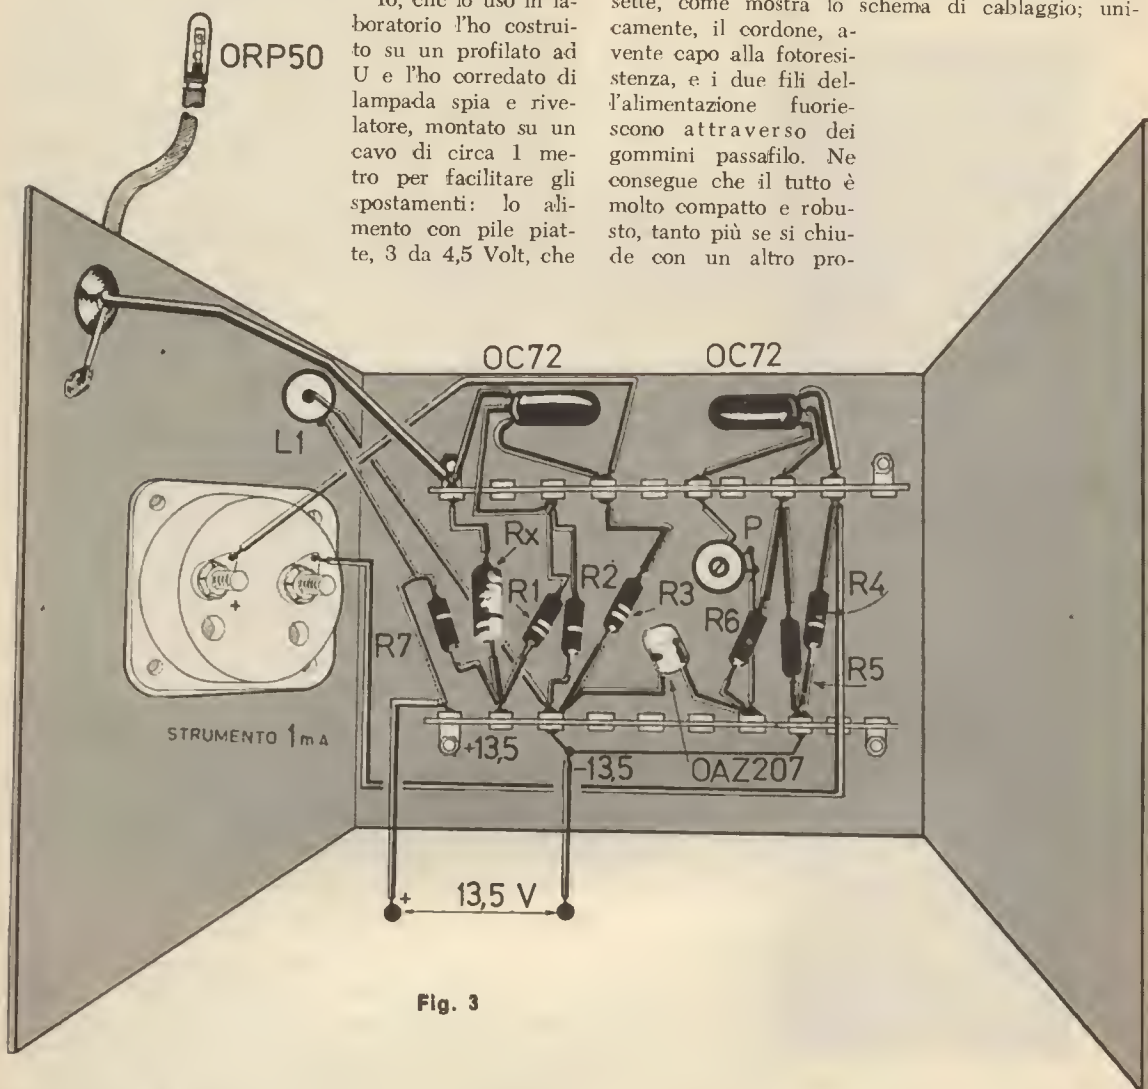 Io, che lo uso in la-
boratorio l'ho costrui-
to su un profilato ad
U e l'ho corredato di
lampada spia e rive-
latore, montato su un
cavo di circa 1 me-
tro per facilitare gli
spostamenti: lo ali-
mento con pile piat-
te, 3 da 4,5 Volt, che
sette, come mostra lo schema di cablaggio; uni-
camente, il cordone, a-
vente capo alla fotoresi-
stenza, e i due fili del-
l'alimentazione fuorie-
scono attraverso dei
gommini passafilo. Ne
consegue che il tutto è
molto compatto e robu-
sto, tanto più se si chiu-
de con un altro pro-
ORP50
OC72
OC72
L1
Rx
R1
R2
R3
P
R4
R6
R7
R5
+
STRUMENTO 1mA
+13,5
-13,5
OAZ207
+ 13,5 V
Fig. 3